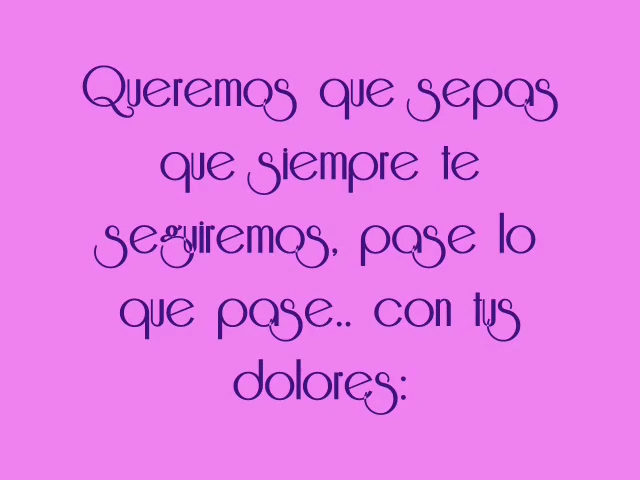 Queremos que sepas
que siempre te
seguiremos, pase lo
que pase.. con tus
dolores: